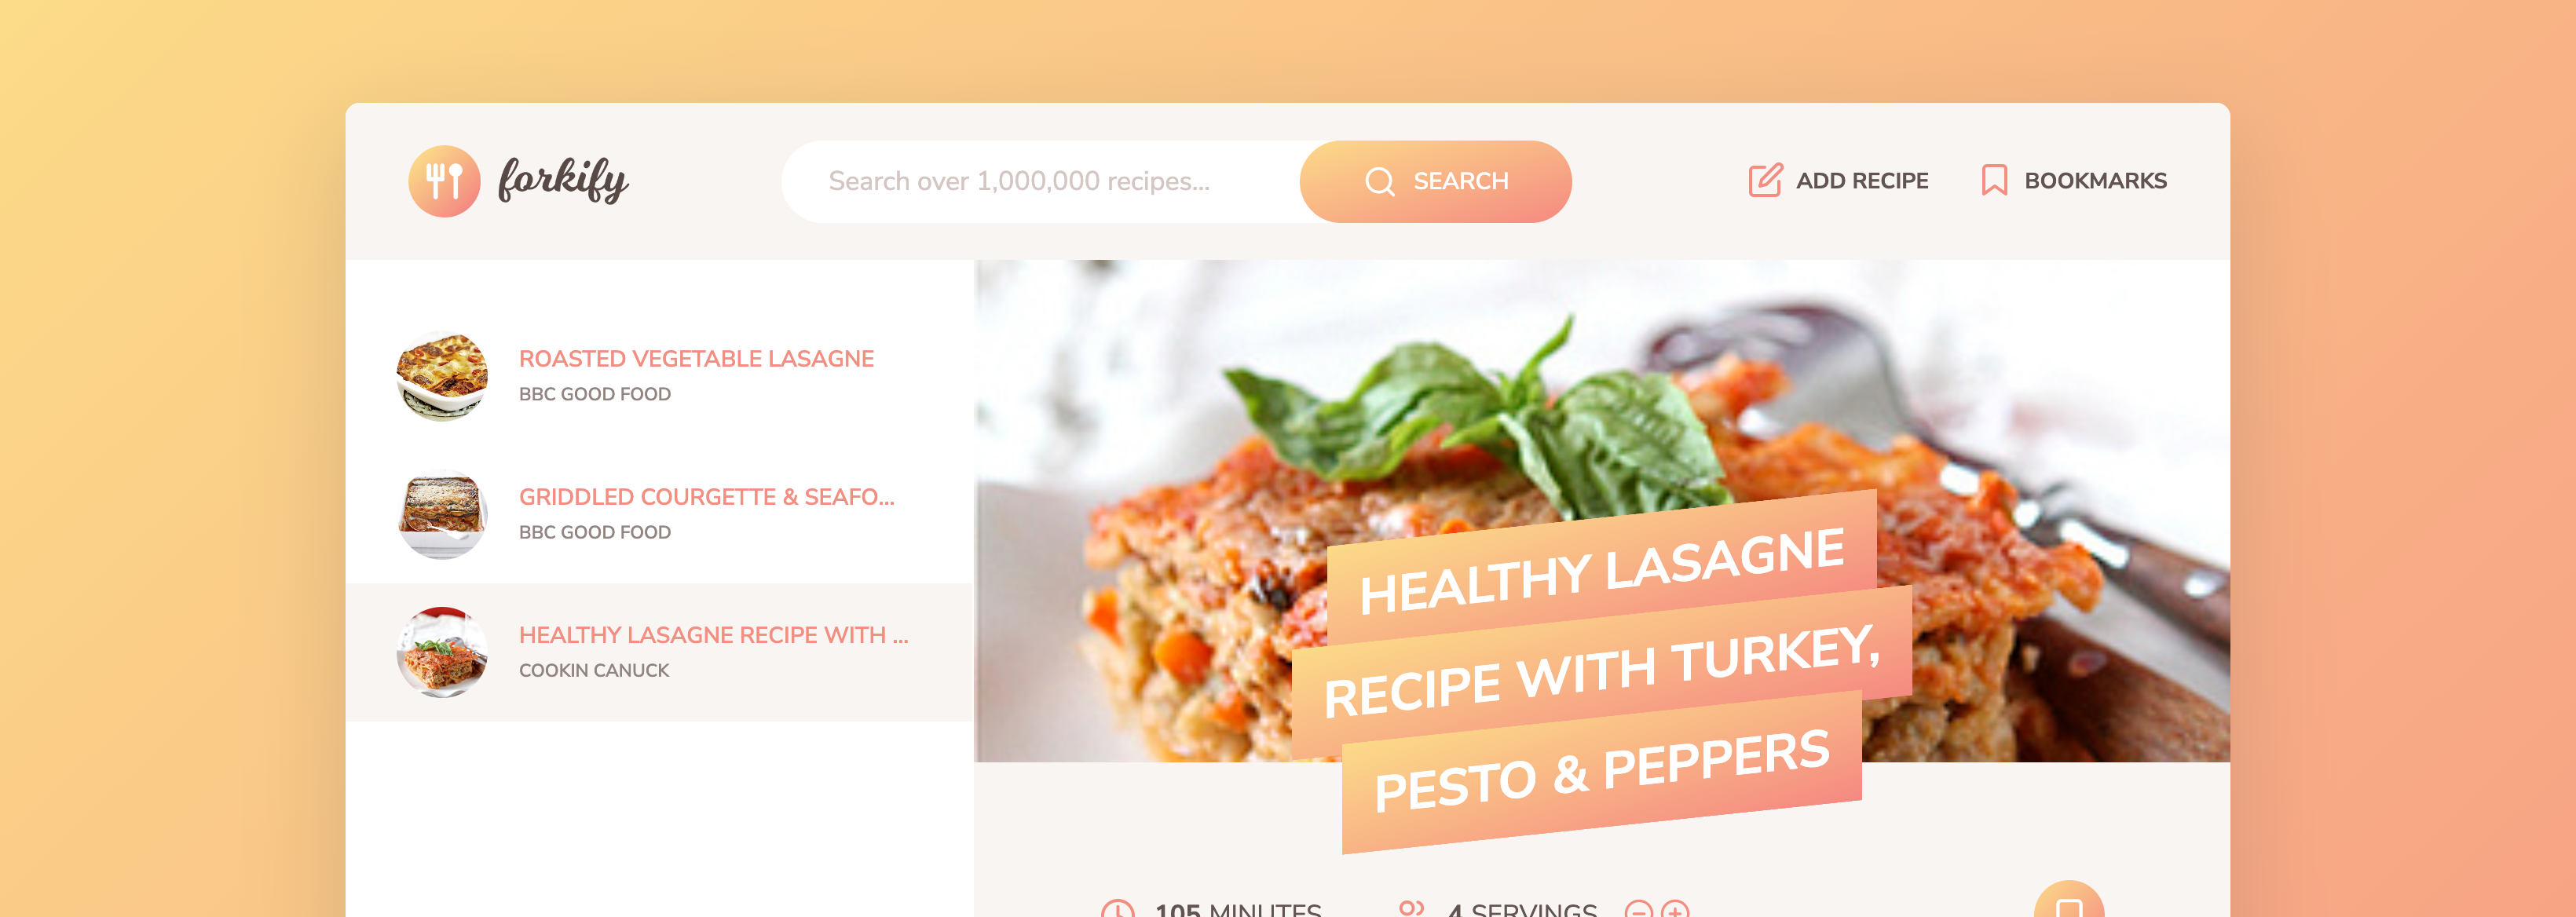 forkify
Search over 1,000,000 recipes...
SEARCH
ADD RECIPE
BOOKMARKS
ROASTED VEGETABLE LASAGNE
BBC GOOD FOOD
GRIDDLED COURGETTE & SEAFO...
BBC GOOD FOOD
HEALTHY LASAGNE RECIPE WITH ...
COOKIN CANUCK
HEALTHY LASAGNE
RECIPE WITH TURKEY,
PESTO & PEPPERS
105 MINUTES
4 SERVINGS